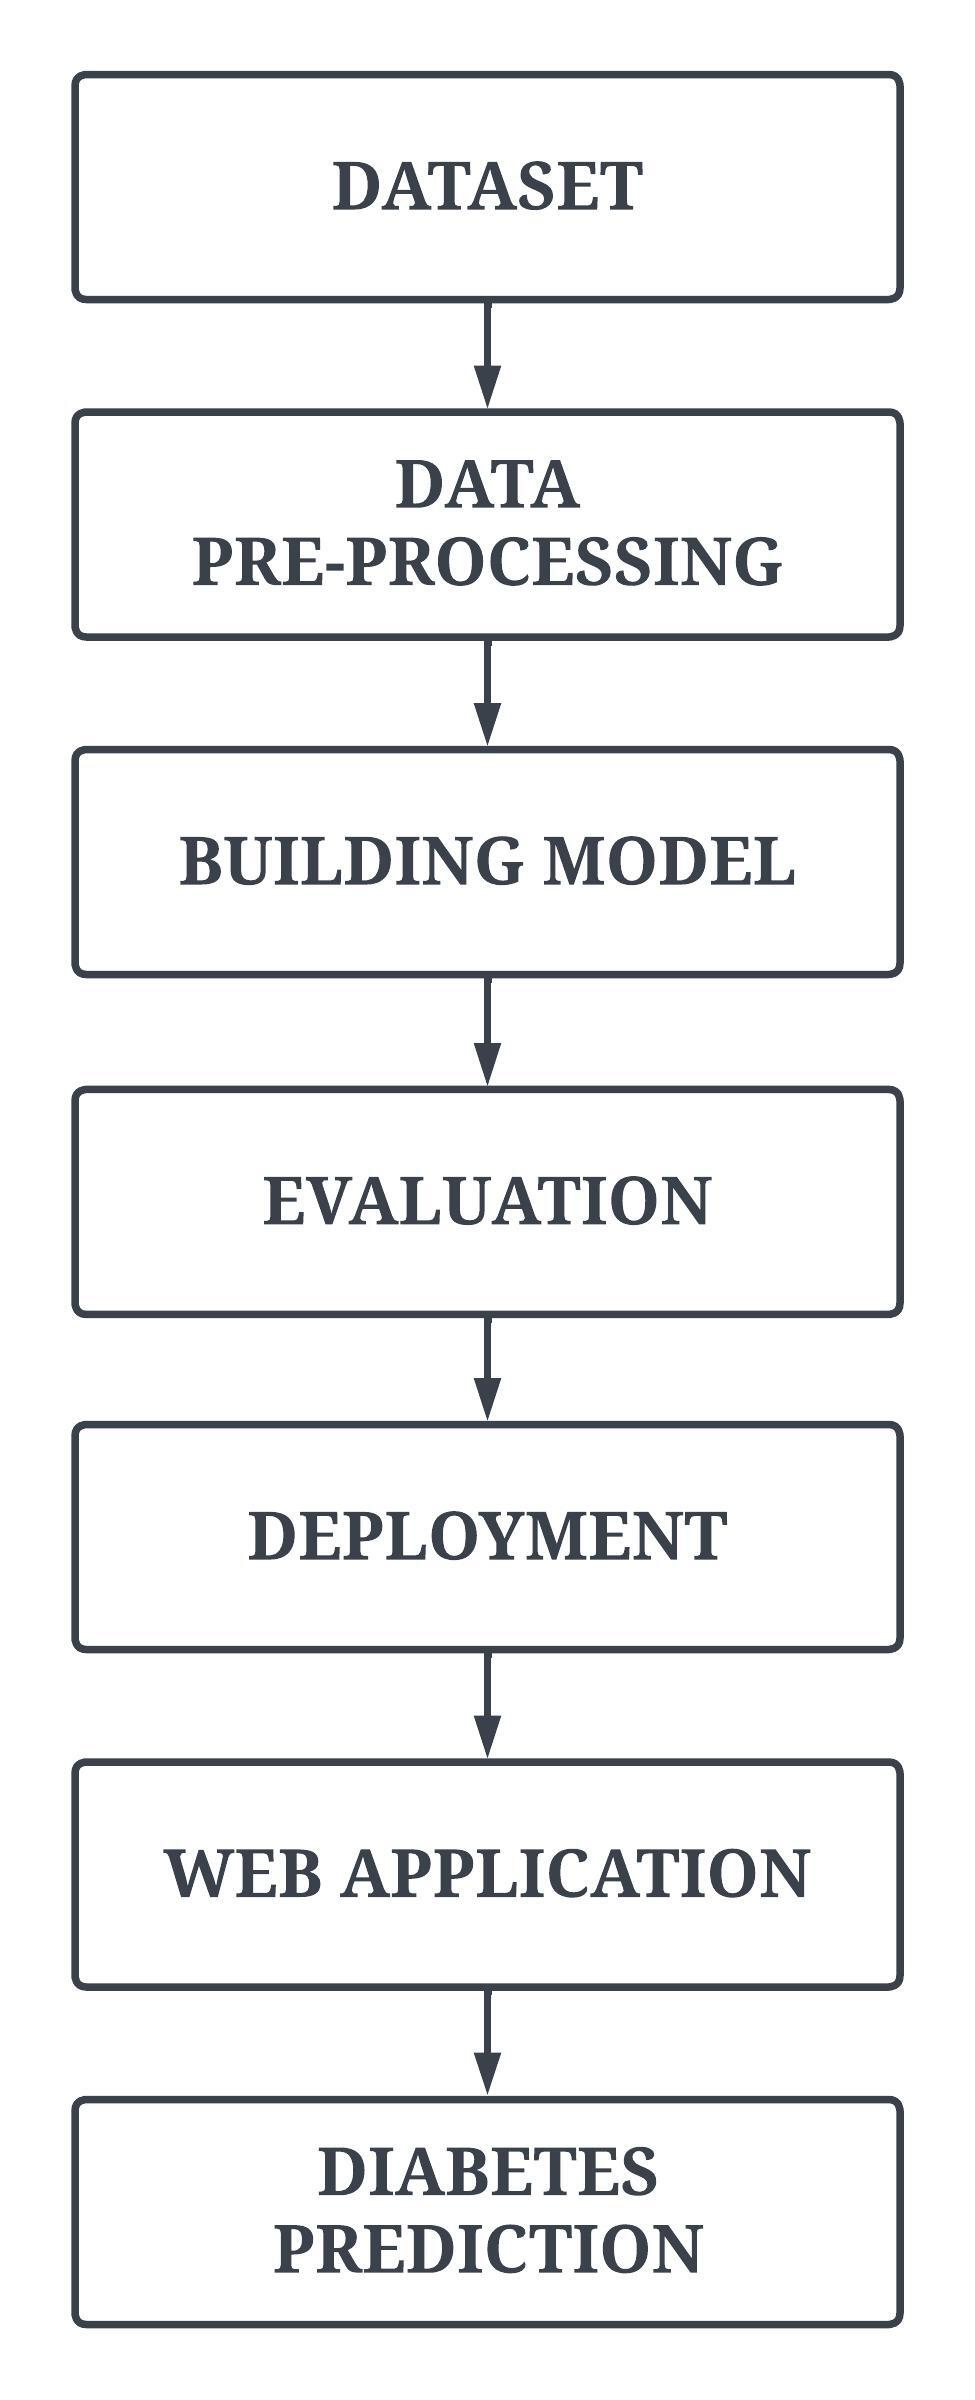 DATASET
DATA
PRE-PROCESSING
BUILDING MODEL
EVALUATION
DEPLOYMENT
WEB APPLICATION
DIABETES
PREDICTION